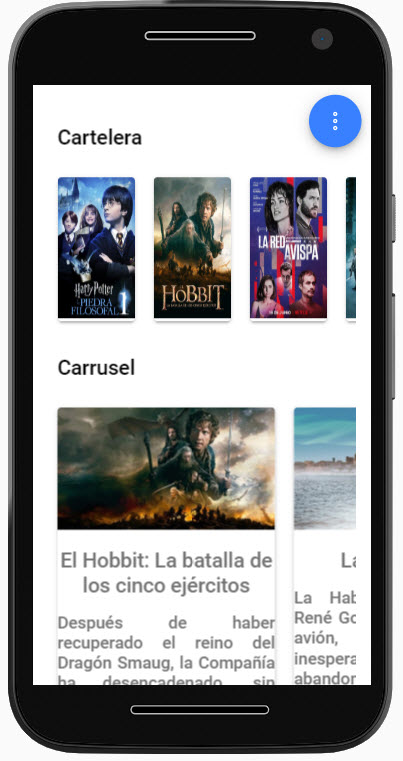 Cartelera
Harry Potter
PIEDRA
FILOSOFAL
HOBBIT
LA BATALLA DE LOS CINCO EJÉRCITOS
LA RED
AVISPA
Carrusel
El Hobbit: La batalla de
los cinco ejércitos
Después de haber
recuperado el reino del
Dragón Smaug, la Compañía
ha desencadenado sin
La
La Hab
René Go
avión,
inespera
abandor